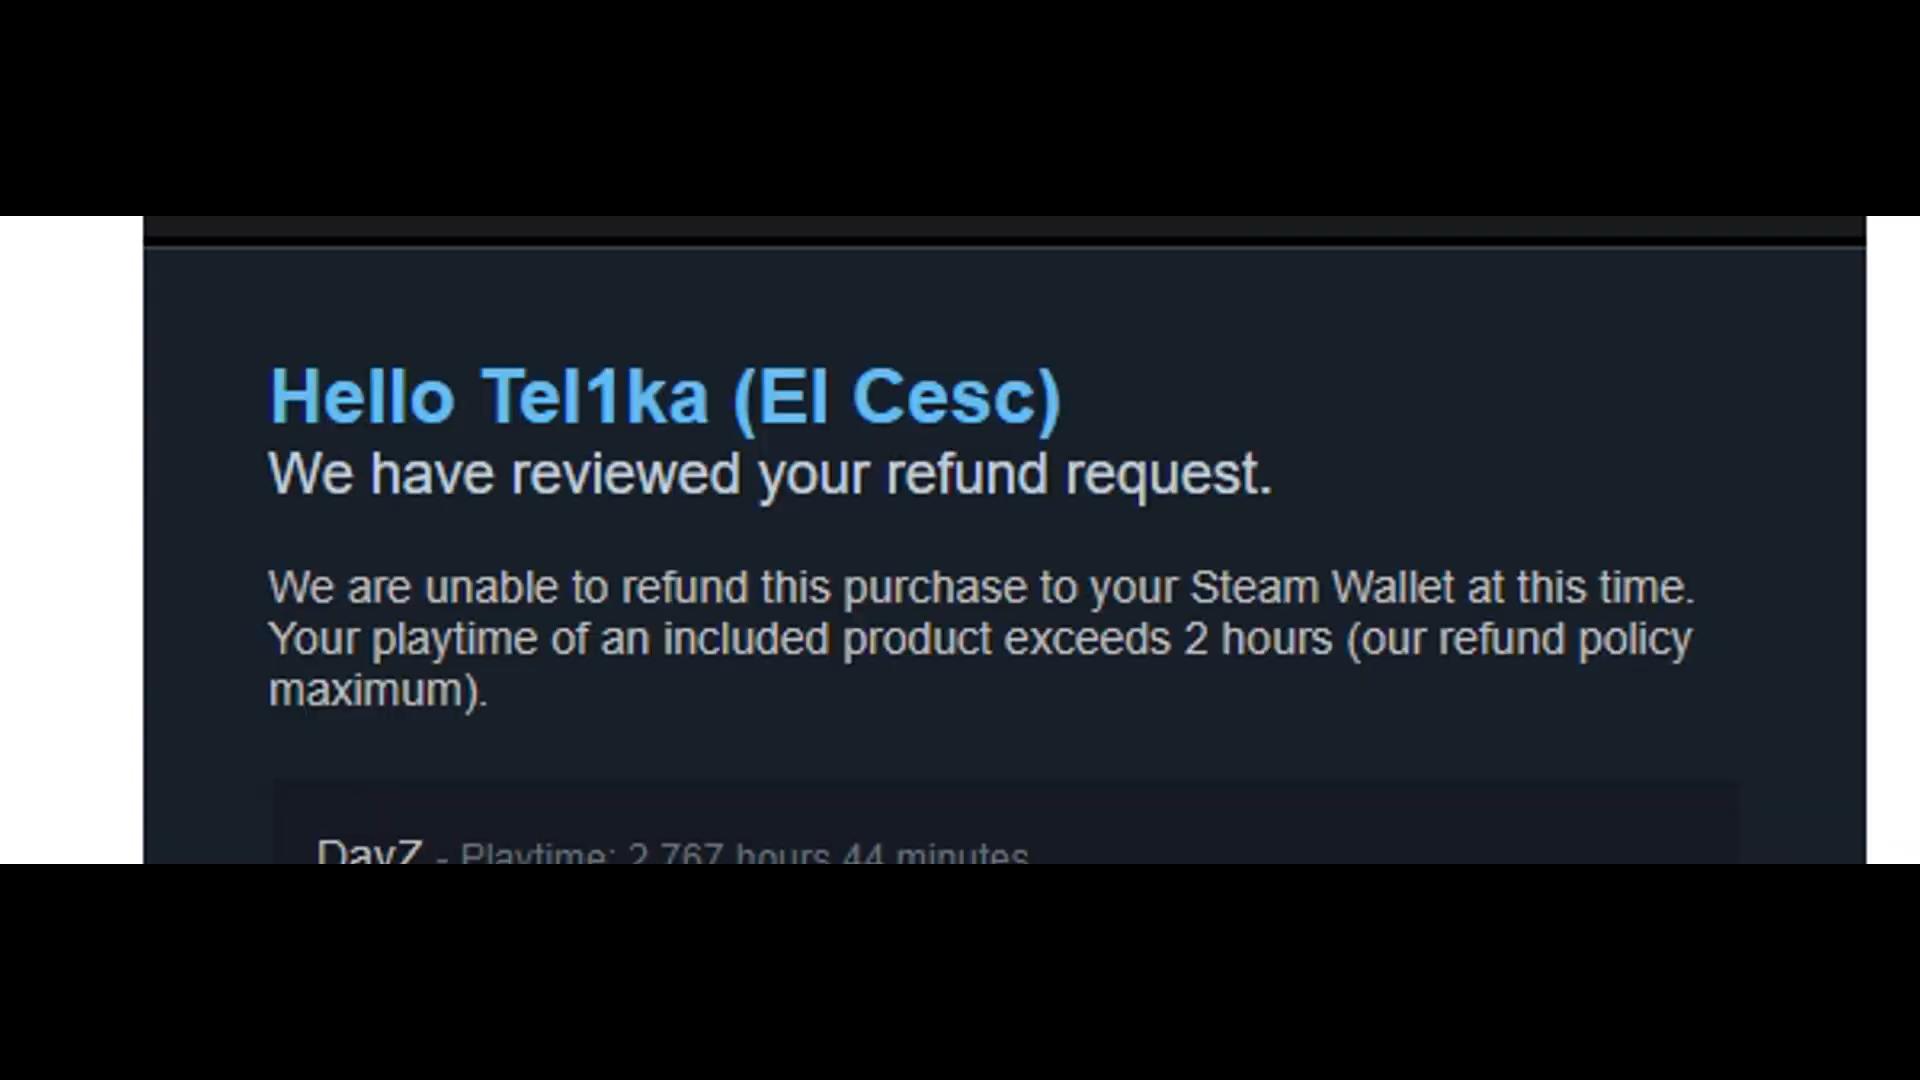 Hello Tel1ka (El Cesc)
We have reviewed your refund request.
We are unable to refund this purchase to your Steam Wallet at this time.
Your playtime of an included product exceeds 2 hours (our refund policy
maximum).
DayZ - Playtime: 2,767 hours 44 minutes